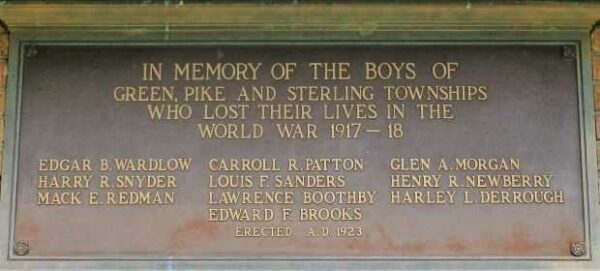 IN MEMORY OF THE BOYS OF
GREEN, PIKE AND STERLING TOWNSHIPS
WHO LOST THEIR LIVES IN THE
WORLD WAR 1917-18
EDGAR B. WARDLOW
HARRY R. SNYDER
MACK E. REDMAN
CARROLL R. PATTON
LOUIS F. SANDERS
LAWRENCE BOOTHBY
EDWARD F. BROOKS
GLEN A. MORGAN
HENRY R. NEWBERRY
HARLEY L. DERROUGH
ERECTED A.D. 1923